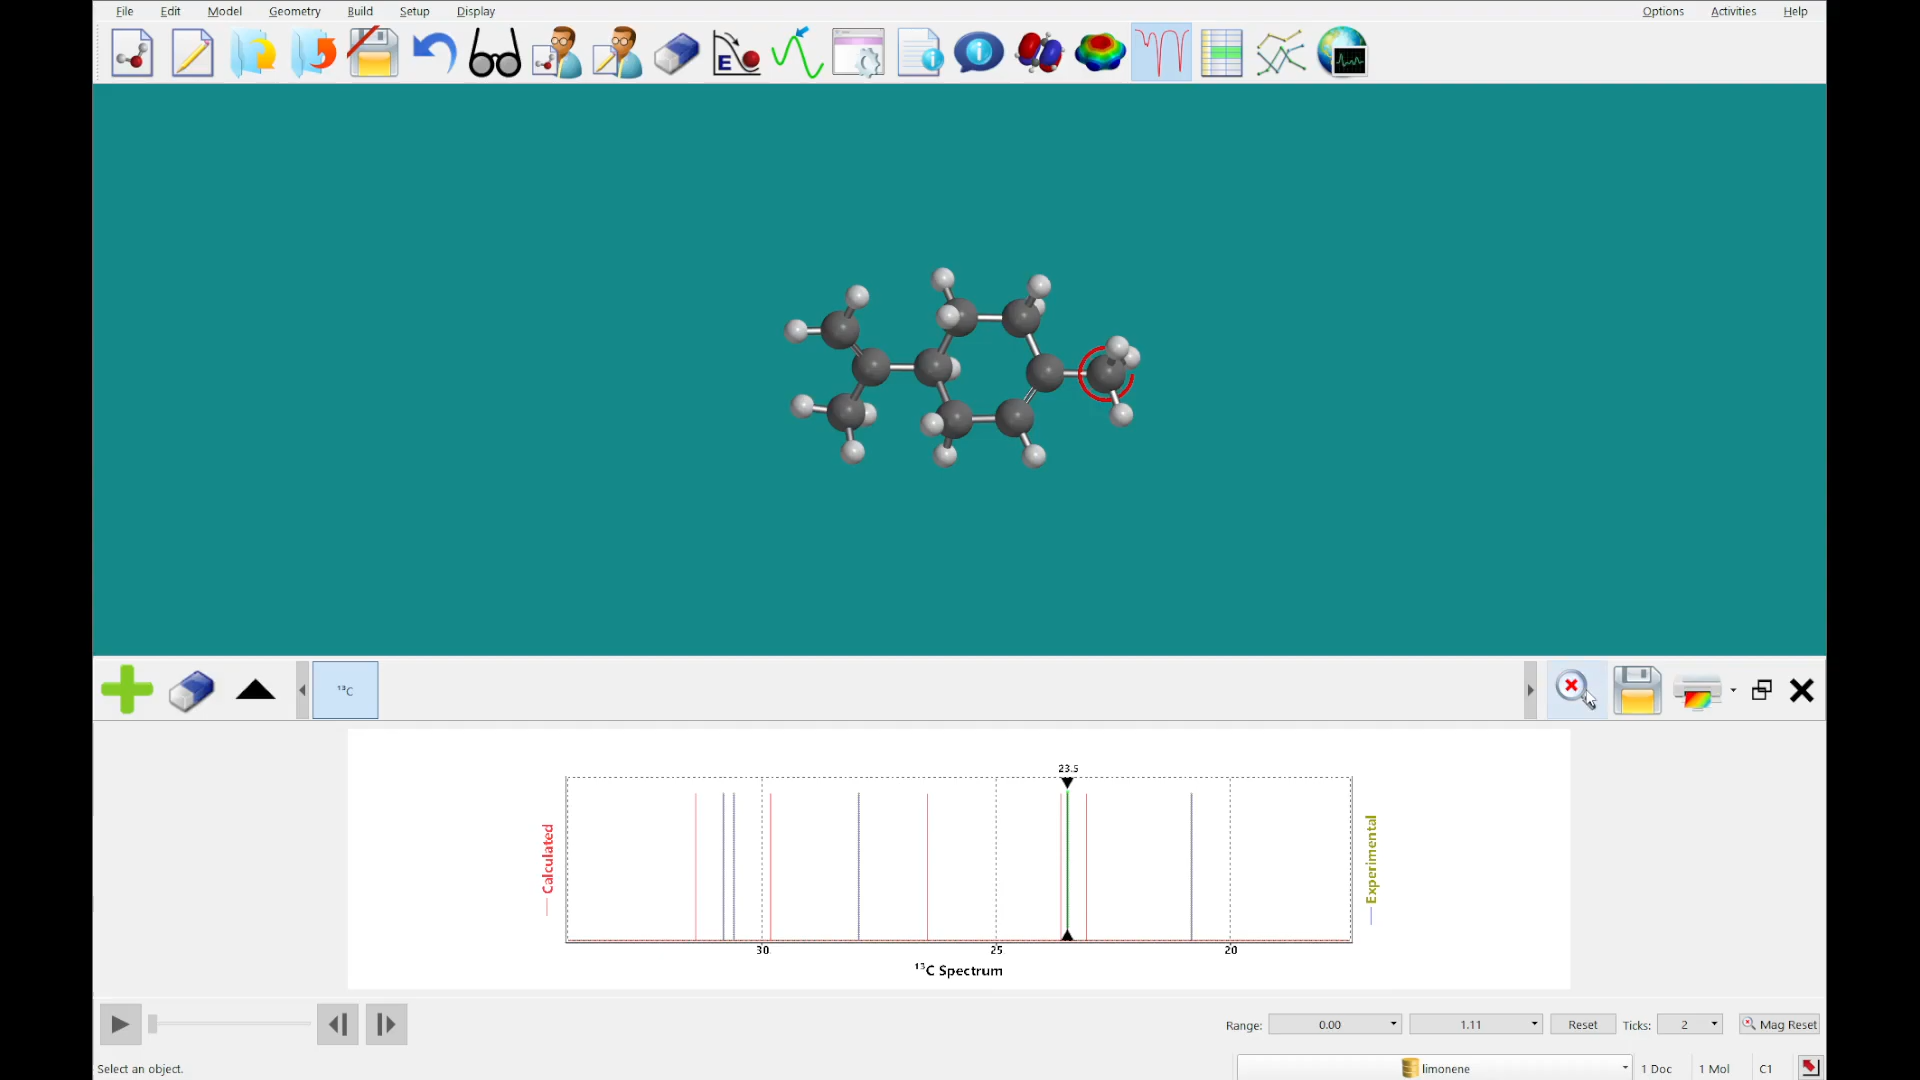 File Edit Model Geometry Build Setup Display Options Activities Help
E
¹³C
23.5
Calculated
Experimental
30 25 20
¹³C Spectrum
Range: 0.00 1.11 Reset Ticks: 2 Mag Reset
Select an object. limonene 1 Doc 1 Mol C1